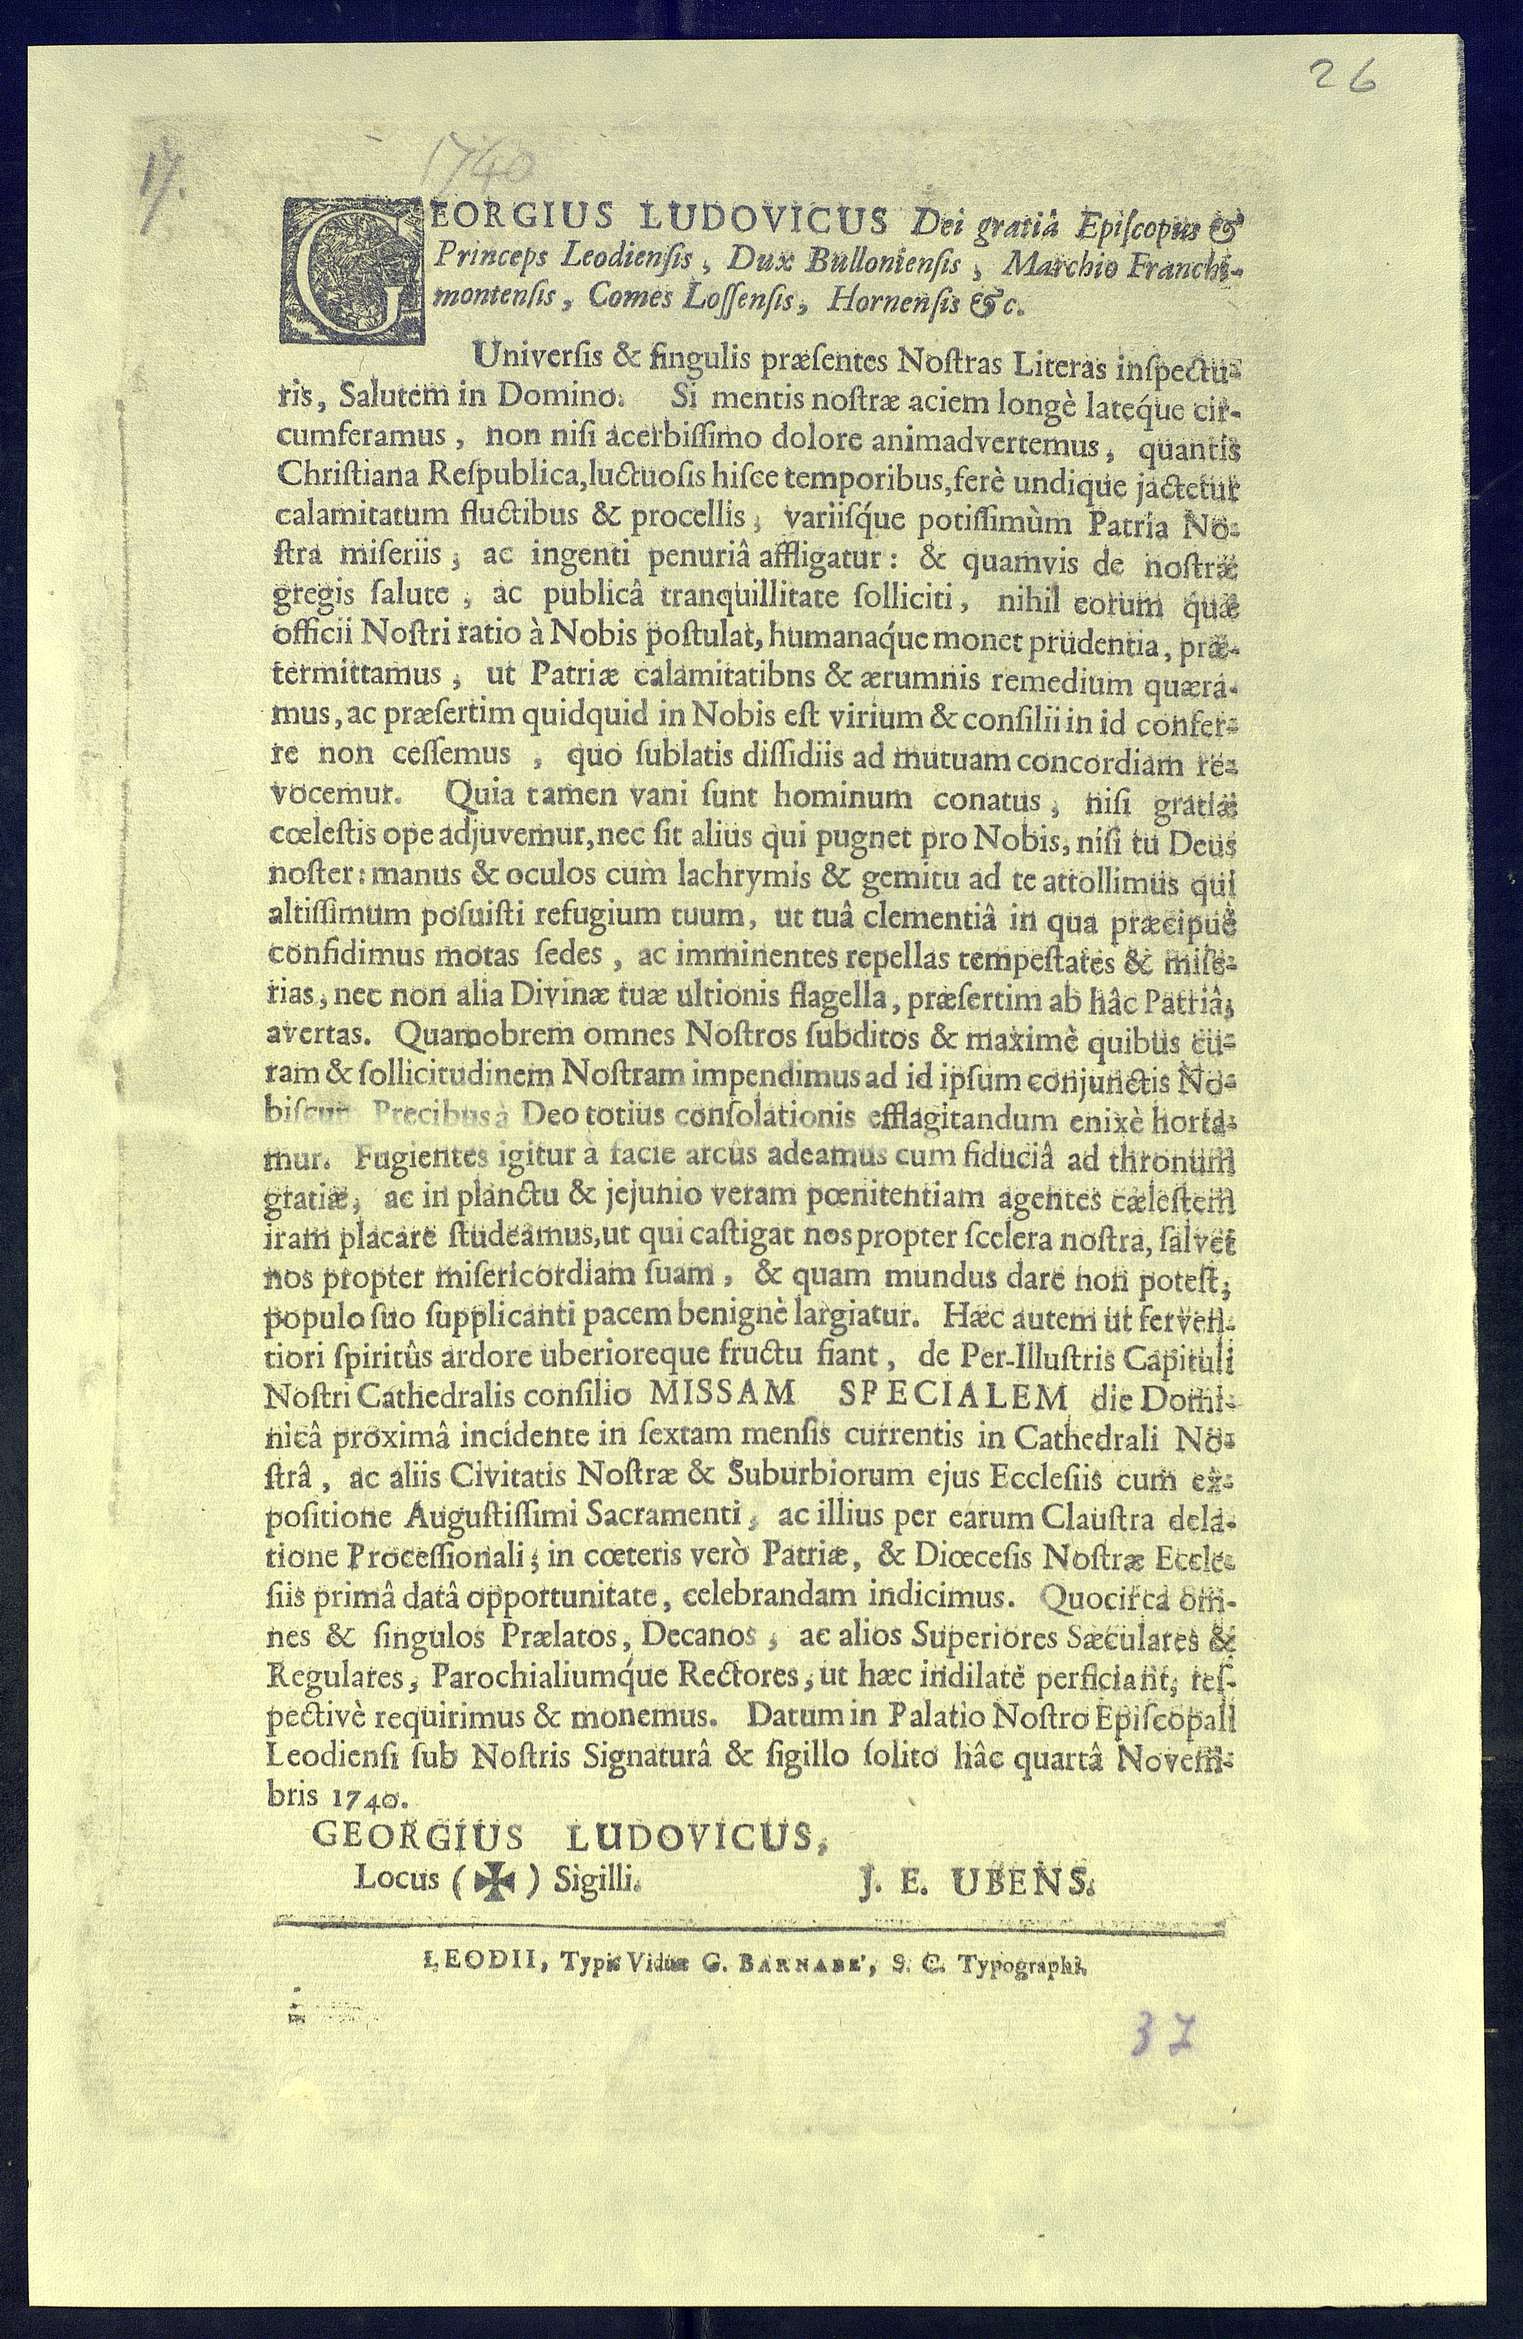 26
17.
1740
GEORGIUS LUDOVICUS Dei gratiâ Epiſcopus &
Princeps Leodienſis, Dux Bullonienſis, Marchio Franchi-
montenſis, Comes Loſſenſis, Hornenſis &c.
Univerſis & ſingulis præſentes Noſtras Literas inſpectu-
ris, Salutem in Domino. Si mentis noſtræ aciem longè latéque cir-
cumferamus, non niſi acerbiſſimo dolore animadvertemus, quantis
Chriſtiana Reſpublica, luctuoſis hiſce temporibus, ferè undique jactetur
calamitatum fluctibus & procellis, variiſq́ue potiſſimùm Patria No-
ſtra miſeriis, ac ingenti penuriâ affligatur: & quamvis de noſtræ
gregis ſalute, ac publicâ tranquillitate ſolliciti, nihil eorum quæ
officii Noſtri ratio à Nobis poſtulat, humanaq́ue monet prudentia, præ-
termittamus, ut Patriæ calamitatibns & ærumnis remedium quæra-
mus, ac præſertim quidquid in Nobis eſt virium & conſilii in id confer-
re non ceſſemus, quo ſublatis diſſidiis ad mutuam concordiam re-
vocemur. Quia tamen vani ſunt hominum conatus, niſi gratiæ
cœleſtis ope adjuvemur, nec ſit alius qui pugnet pro Nobis, niſi tu Deus
noſter: manus & oculos cum lachrymis & gemitu ad te attollimus qui
altiſſimum poſuiſti refugium tuum, ut tuâ clementiâ in qua præcipuè
confidimus motas ſedes, ac imminentes repellas tempeſtates & miſe-
rias, nec non alia Divinæ tuæ ultionis flagella, præſertim ab hâc Patriâ,
avertas. Quamobrem omnes Noſtros ſubditos & maximè quibus cu-
ram & ſollicitudinem Noſtram impendimus ad id ipſum conjunctis No-
biſcum Precibus à Deo totius conſolationis efflagitandum enixè horta-
mur. Fugientes igitur à facie arcûs adeamus cum fiduciâ ad thronum
gratiæ, ac in planctu & jejunio veram pœnitentiam agentes cæleſtem
iram placare ſtudeamus, ut qui caſtigat nos propter ſcelera noſtra, ſalvet
nos propter miſericordiam ſuam, & quam mundus dare non poteſt,
populo ſuo ſupplicanti pacem benignè largiatur. Hæc autem ut ferven-
tiori ſpiritûs ardore uberioreque fructu fiant, de Per-Illuſtris Capituli
Noſtri Cathedralis conſilio MISSAM SPECIALEM die Domi-
nicâ proximâ incidente in ſextam menſis currentis in Cathedrali No-
ſtrâ, ac aliis Civitatis Noſtræ & Suburbiorum ejus Eccleſiis cum ex-
poſitione Auguſtiſſimi Sacramenti, ac illius per earum Clauſtra dela-
tione Proceſſionali; in cœteris verò Patriæ, & Diœceſis Noſtræ Eccle-
ſiis primâ datâ opportunitate, celebrandam indicimus. Quocirca om-
nes & ſingulos Prælatos, Decanos, ac alios Superiores Sæculares &
Regulares, Parochialiumq́ue Rectores, ut hæc indilatè perficiant, reſ-
pectivè requirimus & monemus. Datum in Palatio Noſtro Epiſcopali
Leodienſi ſub Noſtris Signaturâ & ſigillo ſolito hâc quartâ Novem-
bris 1740.
GEORGIUS LUDOVICUS,
Locus (✠) Sigilli. J. E. UBENS.
LEODII, Typis Viduæ G. BARNABE', S. C. Typographi.
37